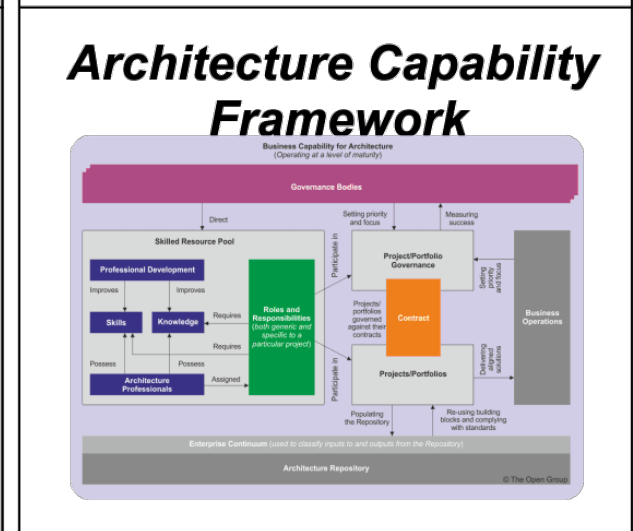 Architecture Capability
Framework
Business Capability for Architecture
(Operating at a level of maturity)
Governance Bodies
Direct
Setting priority
and focus
Measuring
success
Skilled Resource Pool
Professional Development
Improves
Improves
Skills
Knowledge
Requires
Requires
Possess
Possess
Architecture
Professionals
Assigned
Roles and
Responsibilities
(both generic and
specific to a
particular project)
Participate in
Participate in
Project/Portfolio
Governance
Projects/
portfolios
governed
against their
contracts
Contract
Projects/Portfolios
Setting
priority
and focus
Delivering
aligned
solutions
Business
Operations
Populating
the Repository
Re-using building
blocks and complying
with standards
Enterprise Continuum (used to classify inputs to and outputs from the Repository)
Architecture Repository
© The Open Group